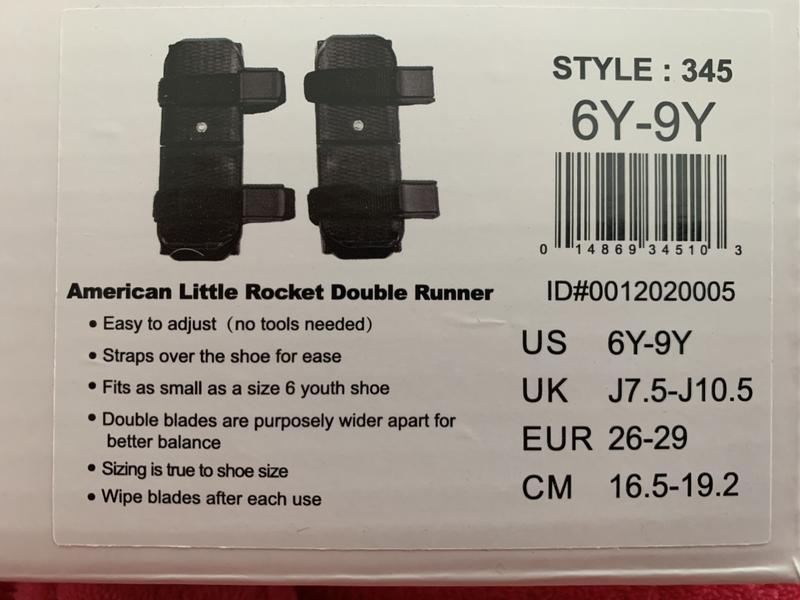 STYLE : 345
6Y-9Y
0 14869 34510 3
American Little Rocket Double Runner
ID#0012020005
• Easy to adjust (no tools needed)
• Straps over the shoe for ease
• Fits as small as a size 6 youth shoe
• Double blades are purposely wider apart for
better balance
• Sizing is true to shoe size
• Wipe blades after each use
US 6Y-9Y
UK J7.5-J10.5
EUR 26-29
CM 16.5-19.2